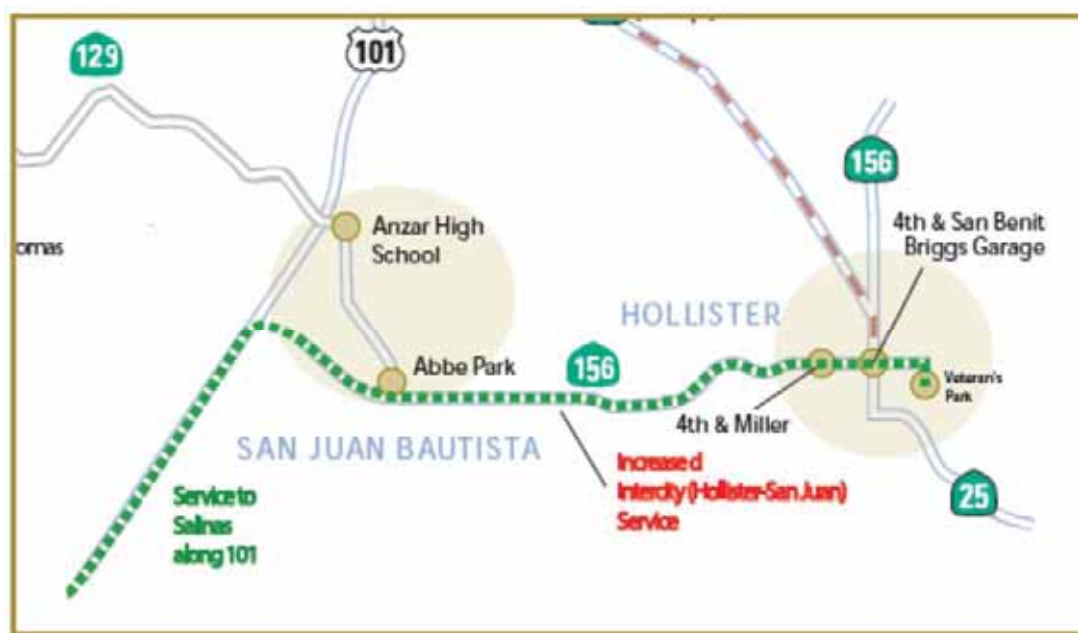 129
101
156
Anzar High
School
4th & San Benit
Briggs Garage
omas
HOLLISTER
Abbe Park
156
Veteran's
Park
4th & Miller
SAN JUAN BAUTISTA
Increased
Intercity (Hollister-San Juan)
Service
Service to
Salinas
along 101
25